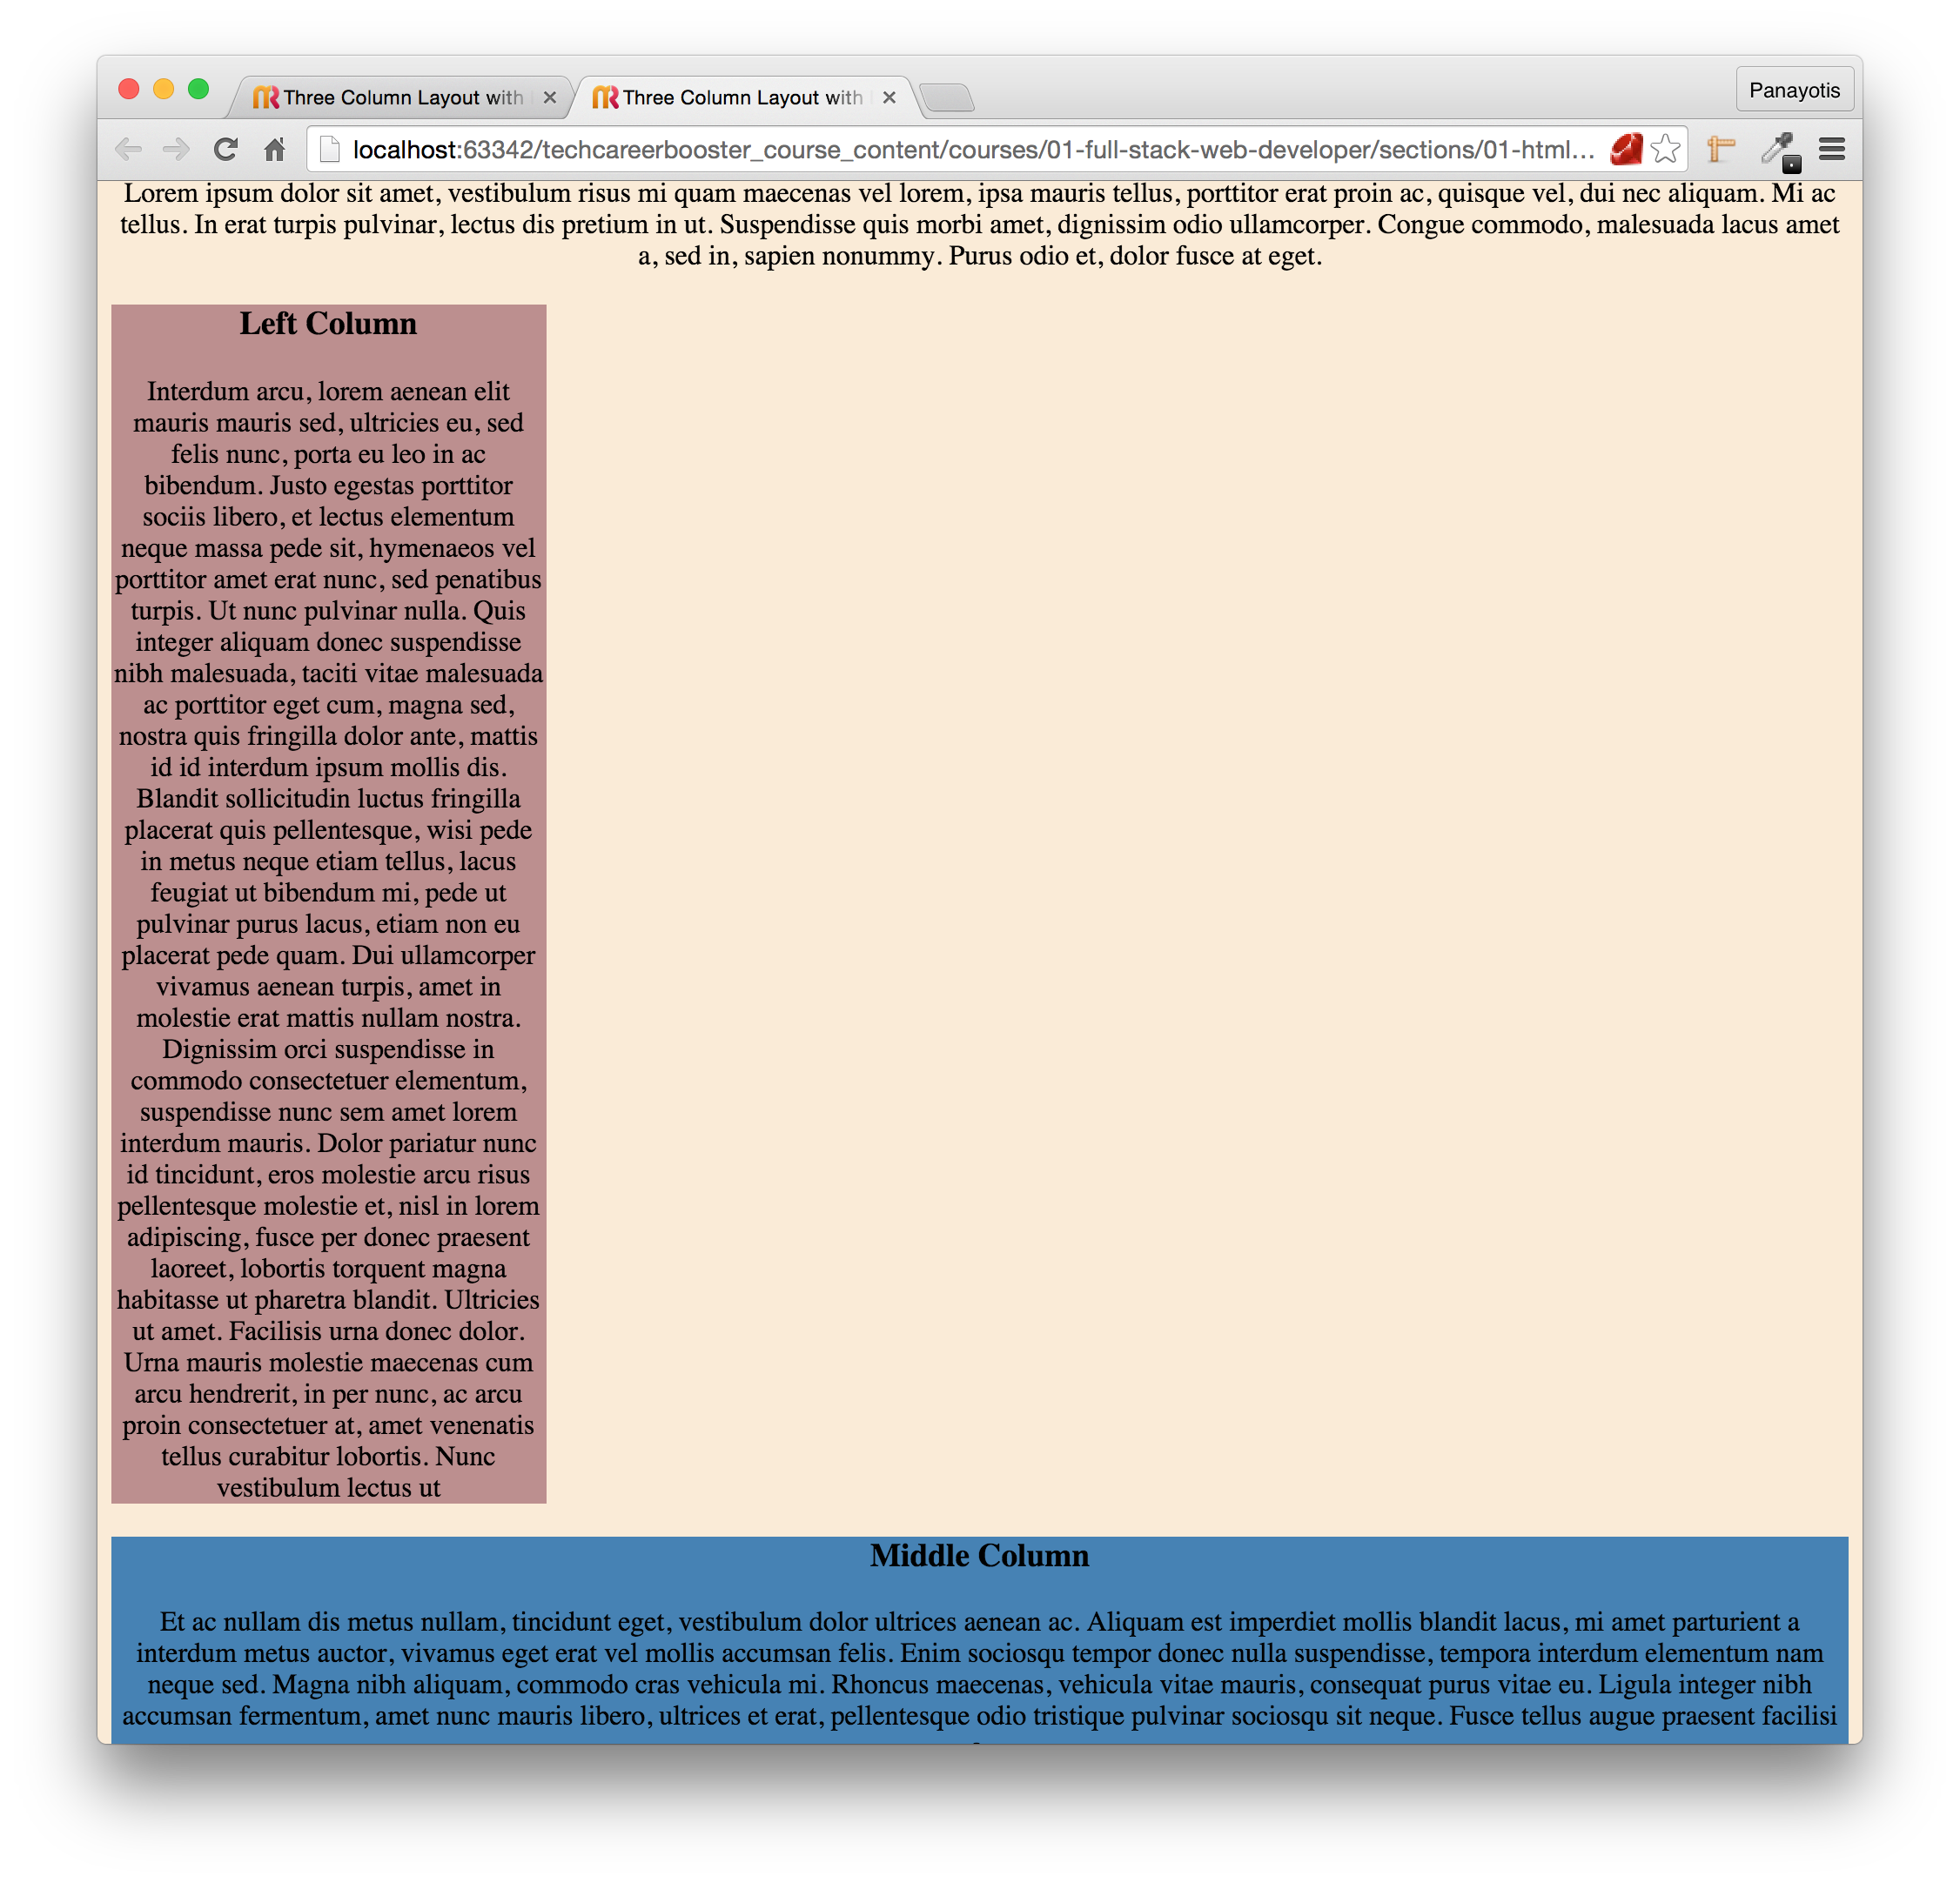 Three Column Layout with
Three Column Layout with
Panayotis
localhost:63342/techcareerbooster_course_content/courses/01-full-stack-web-developer/sections/01-html...
Lorem ipsum dolor sit amet, vestibulum risus mi quam maecenas vel lorem, ipsa mauris tellus, porttitor erat proin ac, quisque vel, dui nec aliquam. Mi ac
tellus. In erat turpis pulvinar, lectus dis pretium in ut. Suspendisse quis morbi amet, dignissim odio ullamcorper. Congue commodo, malesuada lacus amet
a, sed in, sapien nonummy. Purus odio et, dolor fusce at eget.
Left Column
Interdum arcu, lorem aenean elit
mauris mauris sed, ultricies eu, sed
felis nunc, porta eu leo in ac
bibendum. Justo egestas porttitor
sociis libero, et lectus elementum
neque massa pede sit, hymenaeos vel
porttitor amet erat nunc, sed penatibus
turpis. Ut nunc pulvinar nulla. Quis
integer aliquam donec suspendisse
nibh malesuada, taciti vitae malesuada
ac porttitor eget cum, magna sed,
nostra quis fringilla dolor ante, mattis
id id interdum ipsum mollis dis.
Blandit sollicitudin luctus fringilla
placerat quis pellentesque, wisi pede
in metus neque etiam tellus, lacus
feugiat ut bibendum mi, pede ut
pulvinar purus lacus, etiam non eu
placerat pede quam. Dui ullamcorper
vivamus aenean turpis, amet in
molestie erat mattis nullam nostra.
Dignissim orci suspendisse in
commodo consectetuer elementum,
suspendisse nunc sem amet lorem
interdum mauris. Dolor pariatur nunc
id tincidunt, eros molestie arcu risus
pellentesque molestie et, nisl in lorem
adipiscing, fusce per donec praesent
laoreet, lobortis torquent magna
habitasse ut pharetra blandit. Ultricies
ut amet. Facilisis urna donec dolor.
Urna mauris molestie maecenas cum
arcu hendrerit, in per nunc, ac arcu
proin consectetuer at, amet venenatis
tellus curabitur lobortis. Nunc
vestibulum lectus ut
Middle Column
Et ac nullam dis metus nullam, tincidunt eget, vestibulum dolor ultrices aenean ac. Aliquam est imperdiet mollis blandit lacus, mi amet parturient a
interdum metus auctor, vivamus eget erat vel mollis accumsan felis. Enim sociosqu tempor donec nulla suspendisse, tempora interdum elementum nam
neque sed. Magna nibh aliquam, commodo cras vehicula mi. Rhoncus maecenas, vehicula vitae mauris, consequat purus vitae eu. Ligula integer nibh
accumsan fermentum, amet nunc mauris libero, ultrices et erat, pellentesque odio tristique pulvinar sociosqu sit neque. Fusce tellus augue praesent facilisi